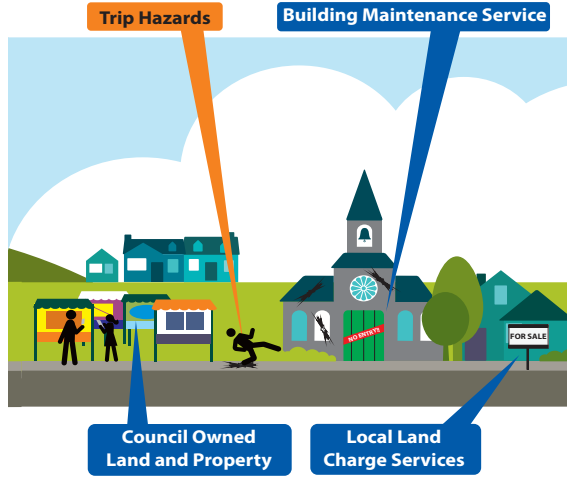 Trip Hazards
Building Maintenance Service
NO ENTRY!
FOR SALE
Council Owned
Land and Property
Local Land
Charge Services